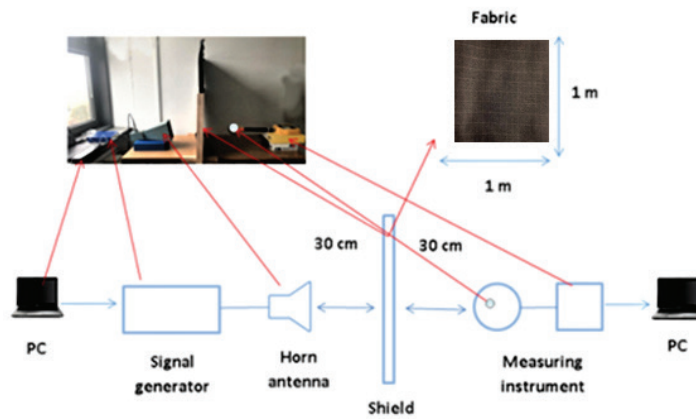 Fabric
1 m
1 m
30 cm
30 cm
PC
Signal
generator
Horn
antenna
Shield
Measuring
instrument
PC